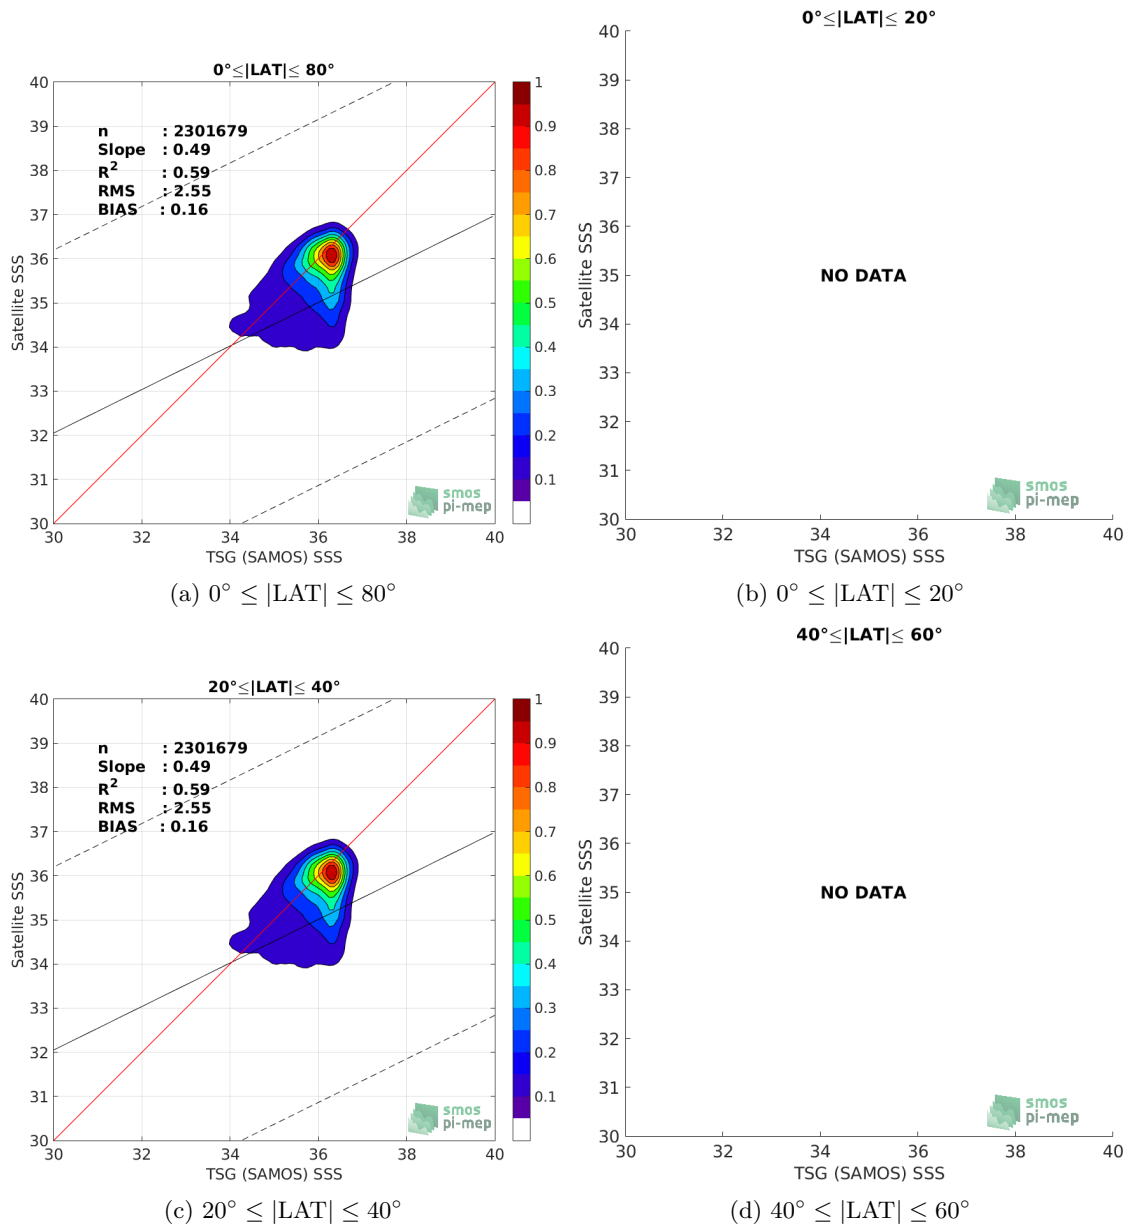 0°≤|LAT|≤ 80°
40
39
38
37
36
35
34
33
32
31
30
n : 2301679
Slope : 0.49
R² : 0.59
RMS : 2.55
BIAS : 0.16
1
0.9
0.8
0.7
0.6
0.5
0.4
0.3
0.2
0.1
Satellite SSS
smos
pi-mep
30 32 34 36 38 40
TSG (SAMOS) SSS
(a) 0° ≤ |LAT| ≤ 80°
0°≤|LAT|≤ 20°
40
39
38
37
36
35
34
33
32
31
30
Satellite SSS
NO DATA
smos
pi-mep
30 32 34 36 38 40
TSG (SAMOS) SSS
(b) 0° ≤ |LAT| ≤ 20°
20°≤|LAT|≤ 40°
40
39
38
37
36
35
34
33
32
31
30
n : 2301679
Slope : 0.49
R² : 0.59
RMS : 2.55
BIAS : 0.16
1
0.9
0.8
0.7
0.6
0.5
0.4
0.3
0.2
0.1
Satellite SSS
smos
pi-mep
30 32 34 36 38 40
TSG (SAMOS) SSS
(c) 20° ≤ |LAT| ≤ 40°
40°≤|LAT|≤ 60°
40
39
38
37
36
35
34
33
32
31
30
Satellite SSS
NO DATA
smos
pi-mep
30 32 34 36 38 40
TSG (SAMOS) SSS
(d) 40° ≤ |LAT| ≤ 60°